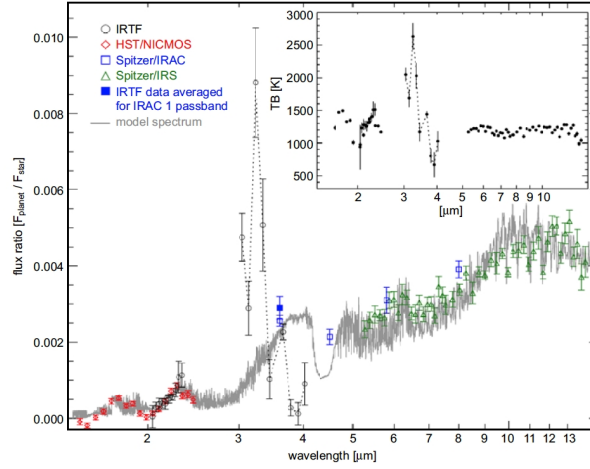 0.010
0.008
0.006
0.004
0.002
0.000
flux ratio [Fplanet / Fstar]
IRTF
HST/NICMOS
Spitzer/IRAC
Spitzer/IRS
IRTF data averaged
for IRAC 1 passband
model spectrum
3000
2500
2000
1500
1000
500
TB [K]
2 3 4 5 6 7 8 9 10
[µm]
2 3 4 5 6 7 8 9 10 11 12 13
wavelength [µm]